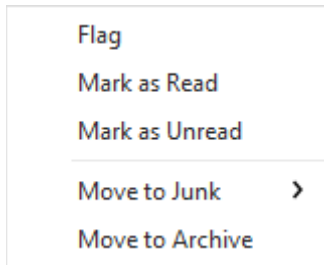 Flag
Mark as Read
Mark as Unread
Move to Junk
Move to Archive